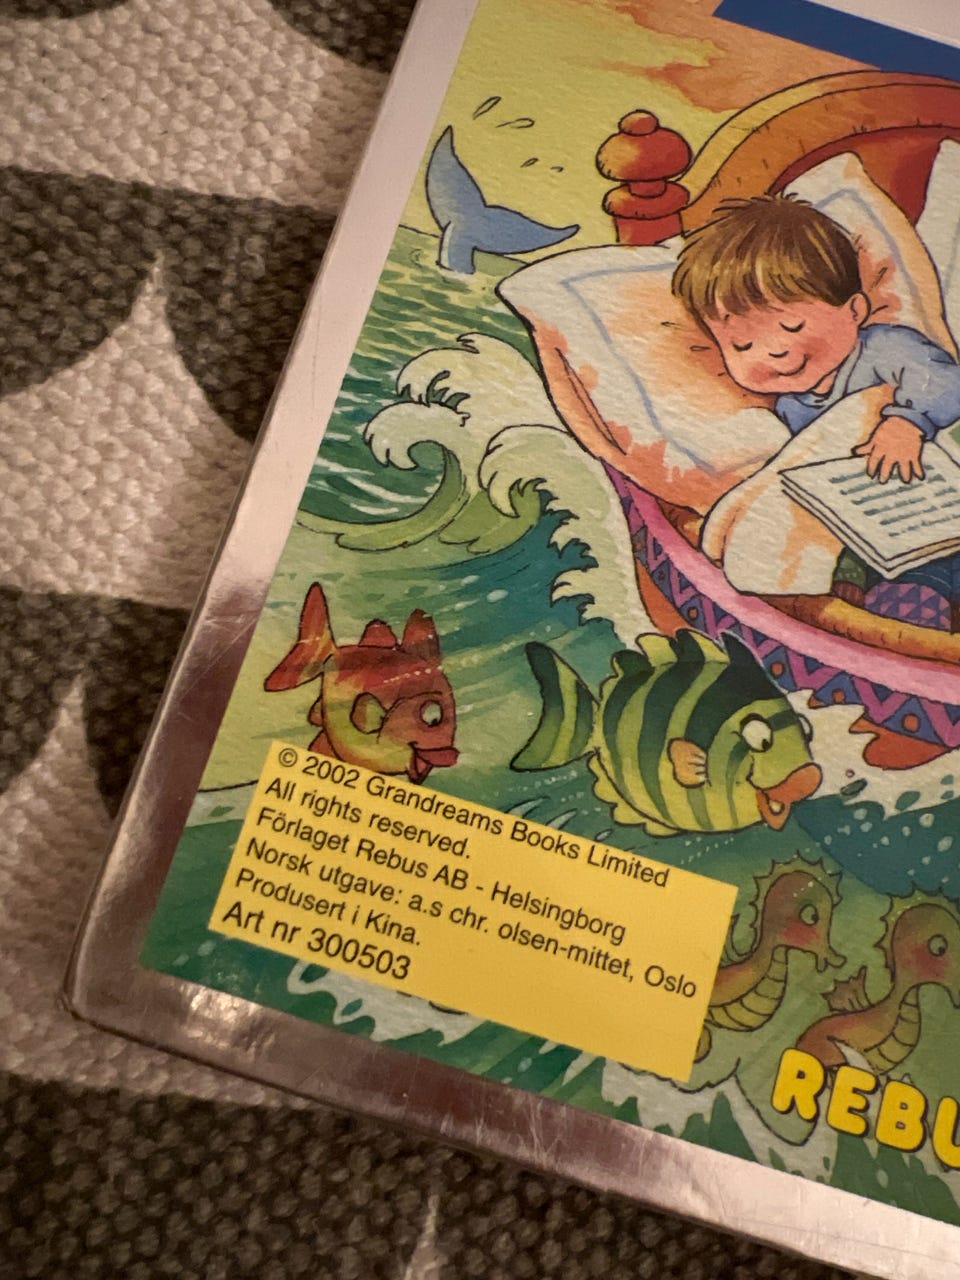 © 2002 Grandreams Books Limited
All rights reserved.
Förlaget Rebus AB - Helsingborg
Norsk utgave: a.s chr. olsen-mittet, Oslo
Produsert i Kina.
Art nr 300503
REBU